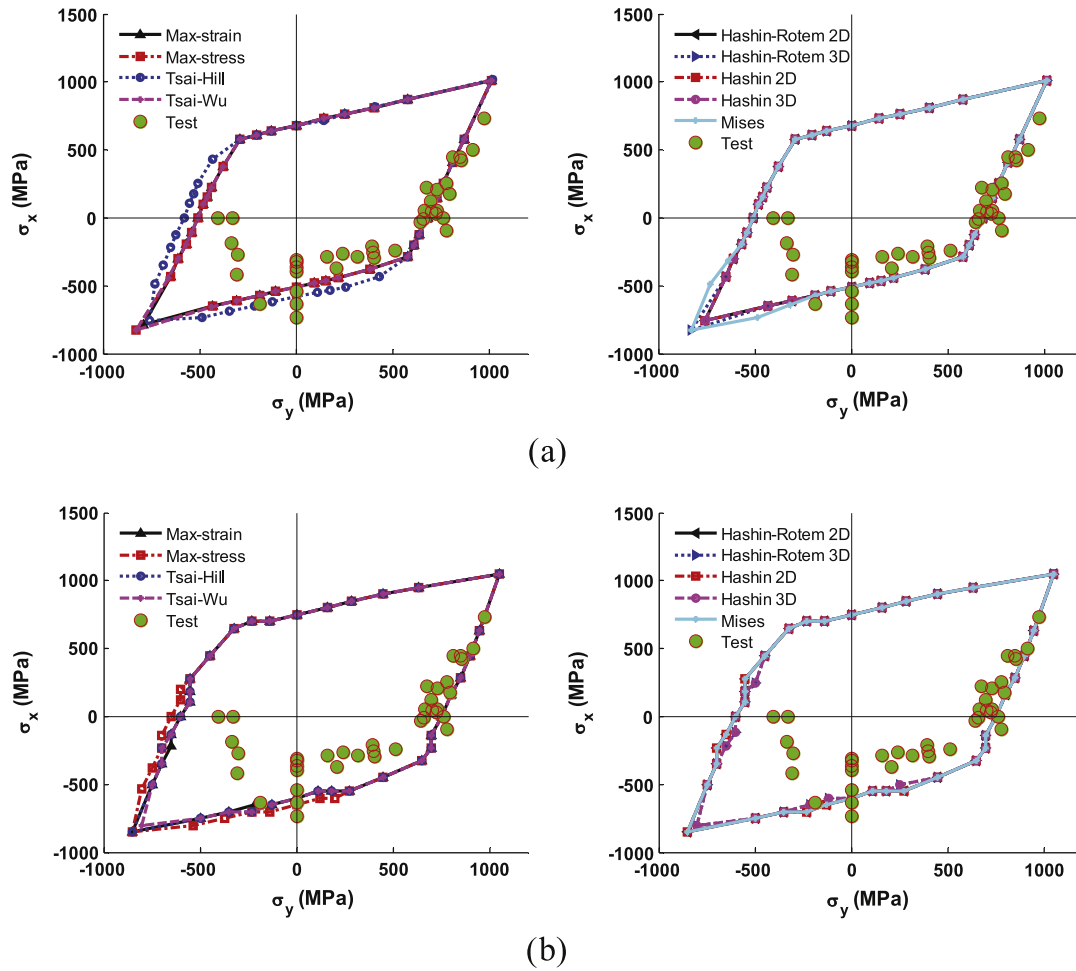 1500
1000
500
0
-500
-1000
-1000 -500 0 500 1000
σx (MPa)
σy (MPa)
Max-strain
Max-stress
Tsai-Hill
Tsai-Wu
Test
1500
1000
500
0
-500
-1000
-1000 -500 0 500 1000
σx (MPa)
σy (MPa)
Hashin-Rotem 2D
Hashin-Rotem 3D
Hashin 2D
Hashin 3D
Mises
Test
(a)
1500
1000
500
0
-500
-1000
-1000 -500 0 500 1000
σx (MPa)
σy (MPa)
Max-strain
Max-stress
Tsai-Hill
Tsai-Wu
Test
1500
1000
500
0
-500
-1000
-1000 -500 0 500 1000
σx (MPa)
σy (MPa)
Hashin-Rotem 2D
Hashin-Rotem 3D
Hashin 2D
Hashin 3D
Mises
Test
(b)